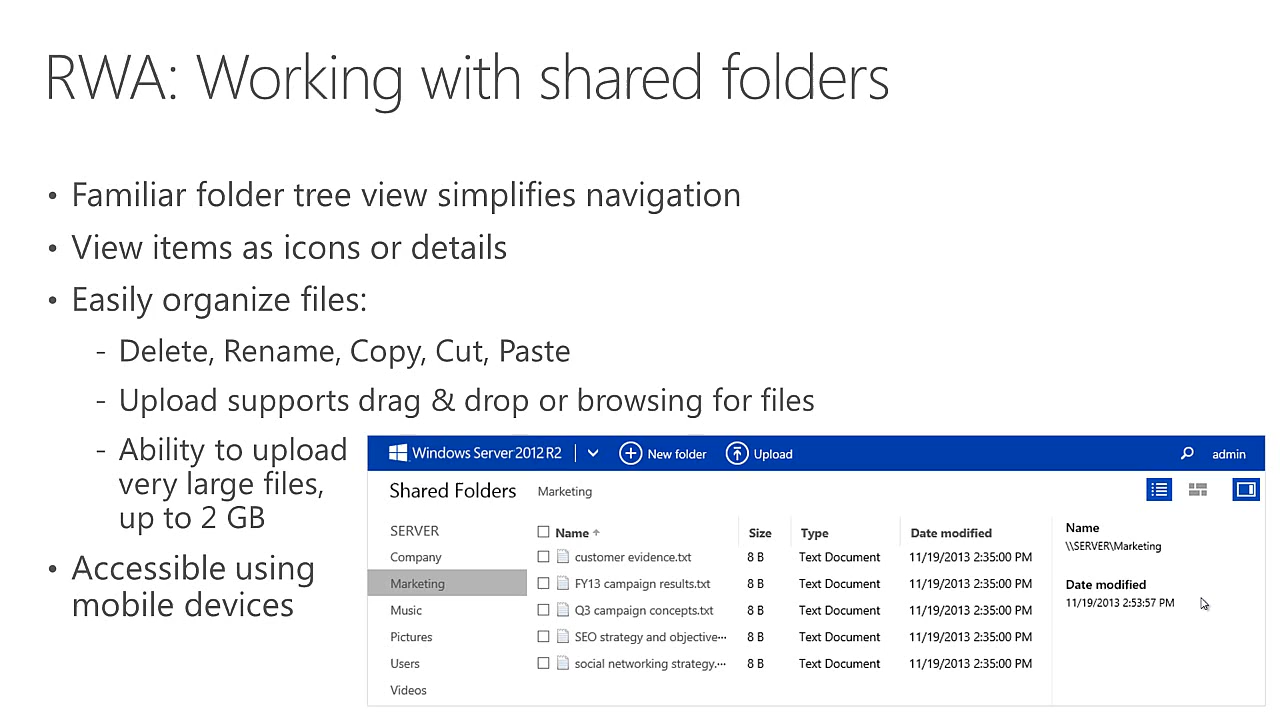 RWA: Working with shared folders
• Familiar folder tree view simplifies navigation
• View items as icons or details
• Easily organize files:
- Delete, Rename, Copy, Cut, Paste
- Upload supports drag & drop or browsing for files
- Ability to upload
very large files,
up to 2 GB
• Accessible using
mobile devices
Windows Server 2012 R2 New folder Upload admin
Shared Folders Marketing
SERVER
Company
Marketing
Music
Pictures
Users
Videos
Name Size Type Date modified
customer evidence.txt 8 B Text Document 11/19/2013 2:35:00 PM
FY13 campaign results.txt 8 B Text Document 11/19/2013 2:35:00 PM
Q3 campaign concepts.txt 8 B Text Document 11/19/2013 2:35:00 PM
SEO strategy and objective... 8 B Text Document 11/19/2013 2:35:00 PM
social networking strategy.... 8 B Text Document 11/19/2013 2:35:00 PM
Name
\\SERVER\Marketing
Date modified
11/19/2013 2:53:57 PM